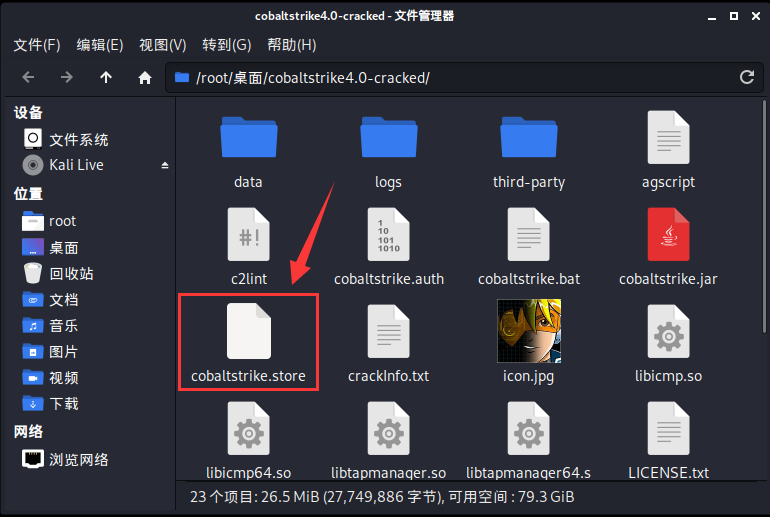 cobaltstrike4.0-cracked - 文件管理器
文件(F) 编辑(E) 视图(V) 转到(G) 帮助(H)
/root/桌面/cobaltstrike4.0-cracked/
设备
文件系统
Kali Live
位置
root
桌面
回收站
文档
音乐
图片
视频
下载
网络
浏览网络
data logs third-party agscript
#! 1 10 101 1010
c2lint cobaltstrike.auth cobaltstrike.bat cobaltstrike.jar
cobaltstrike.store crackInfo.txt icon.jpg libicmp.so
libicmp64.so libtapmanager.so libtapmanager64.s LICENSE.txt
23 个项目: 26.5 MiB (27,749,886 字节), 可用空间 : 79.3 GiB